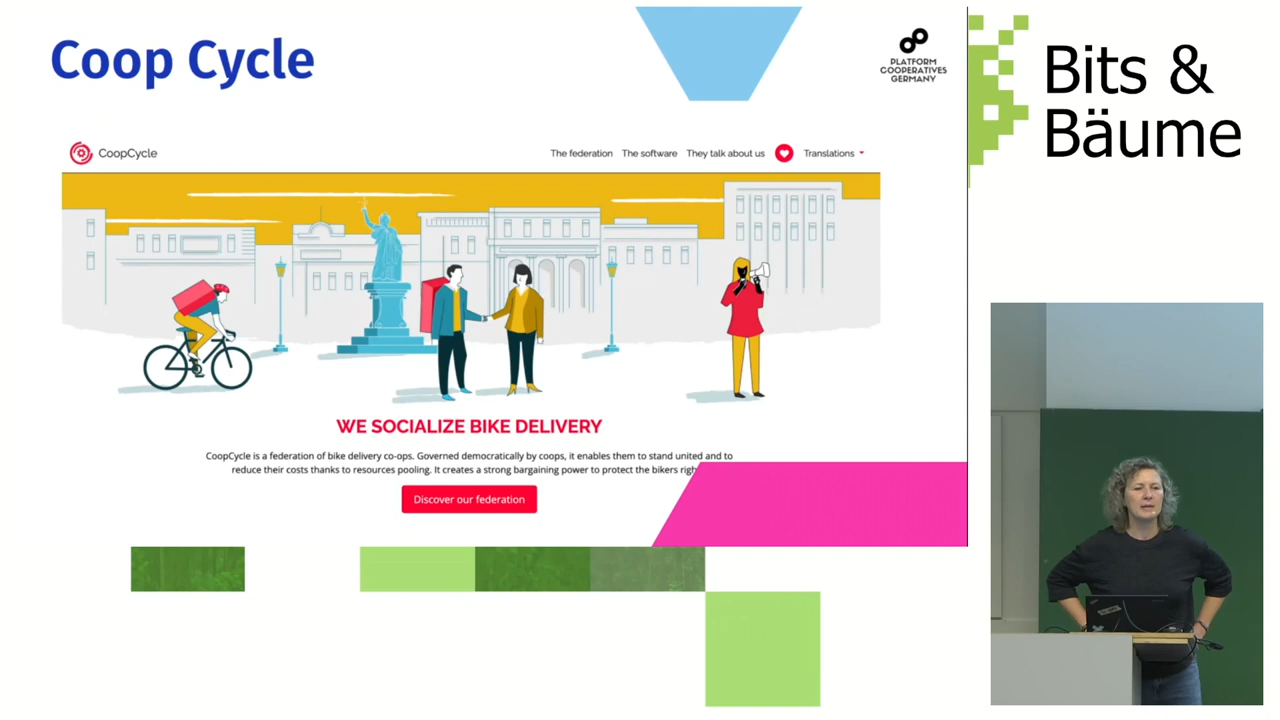 Coop Cycle
PLATFORM
COOPERATIVES
GERMANY
Bits &
Bäume
CoopCycle
The federation
The software
They talk about us
Translations
WE SOCIALIZE BIKE DELIVERY
CoopCycle is a federation of bike delivery co-ops. Governed democratically by coops, it enables them to stand united and to
reduce their costs thanks to resources pooling. It creates a strong bargaining power to protect the bikers
Discover our federation